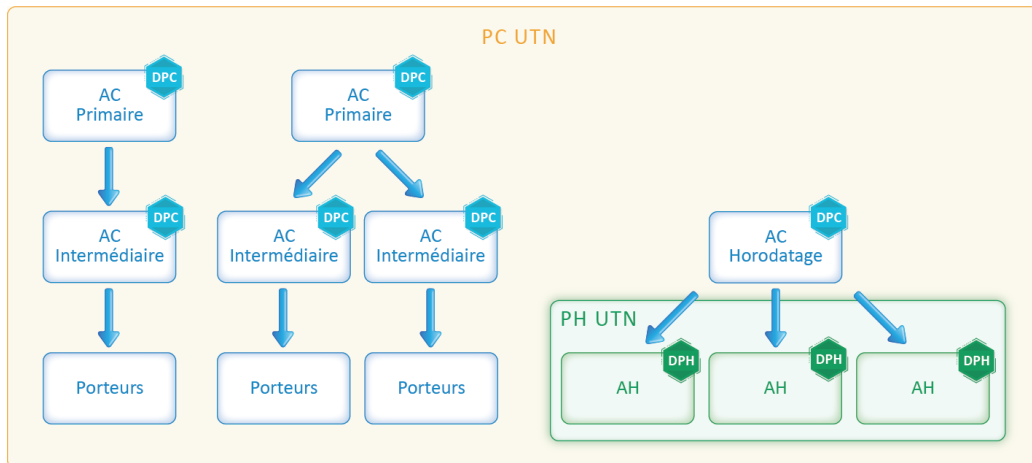 PC UTN
DPC
AC
Primaire
DPC
AC
Primaire
DPC
AC
Intermédiaire
DPC
AC
Intermédiaire
DPC
AC
Intermédiaire
DPC
AC
Horodatage
PH UTN
Porteurs
Porteurs
Porteurs
DPH
AH
DPH
AH
DPH
AH